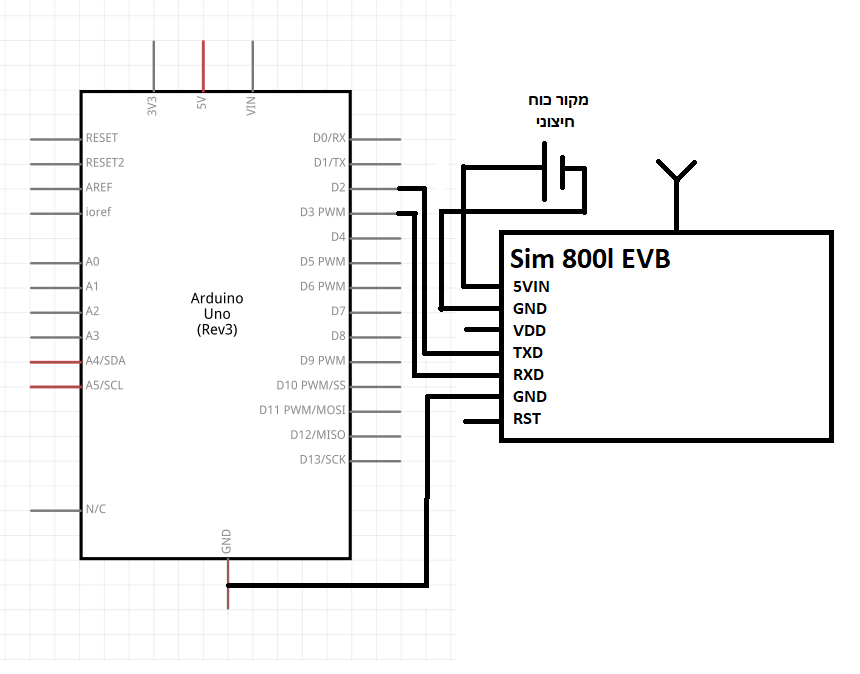 3V3
5V
VIN
RESET
RESET2
AREF
ioref
A0
A1
A2
A3
A4/SDA
A5/SCL
N/C
Arduino
Uno
(Rev3)
D0/RX
D1/TX
D2
D3 PWM
D4
D5 PWM
D6 PWM
D7
D8
D9 PWM
D10 PWM/SS
D11 PWM/MOSI
D12/MISO
D13/SCK
GND
מקור כוח
חיצוני
Sim 800l EVB
5VIN
GND
VDD
TXD
RXD
GND
RST